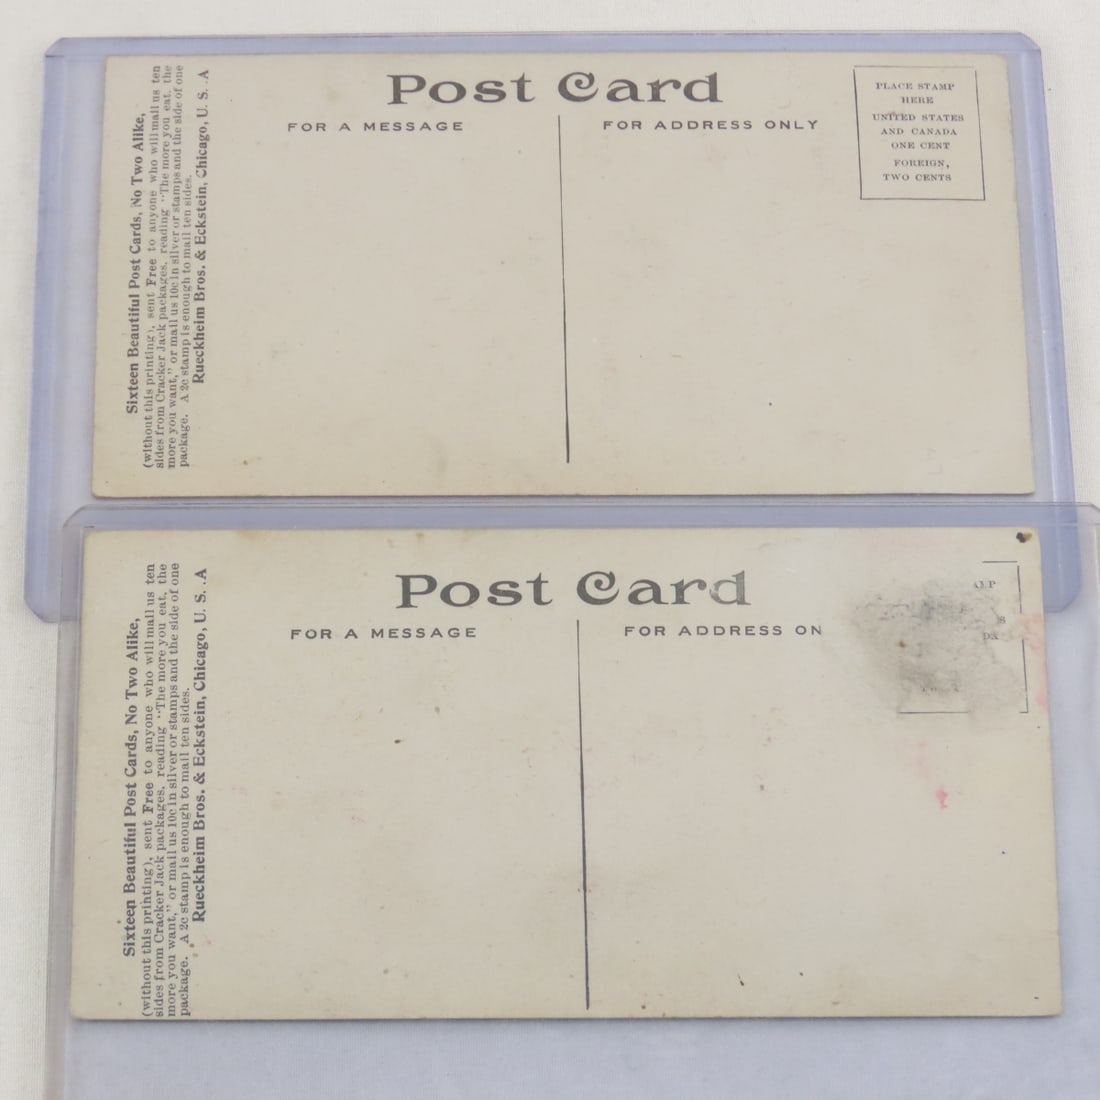 Post Card
FOR A MESSAGE
FOR ADDRESS ONLY
PLACE STAMP
HERE
UNITED STATES
AND CANADA
ONE CENT
FOREIGN,
TWO CENTS
Sixteen Beautiful Post Cards, No Two Alike,
(without this printing), sent Free to anyone who will mail us ten
sides from Cracker Jack packages, reading "The more you eat, the
more you want," or mail us 10c in silver or stamps and the side of one
package. A 2c stamp is enough to mail ten sides.
Rueckheim Bros. & Eckstein, Chicago, U. S. A
Post Card
FOR A MESSAGE
FOR ADDRESS ON
Sixteen Beautiful Post Cards, No Two Alike,
(without this printing), sent Free to anyone who will mail us ten
sides from Cracker Jack packages, reading "The more you eat, the
more you want," or mail us 10c in silver or stamps and the side of one
package. A 2c stamp is enough to mail ten sides.
Rueckheim Bros. & Eckstein, Chicago, U. S. A